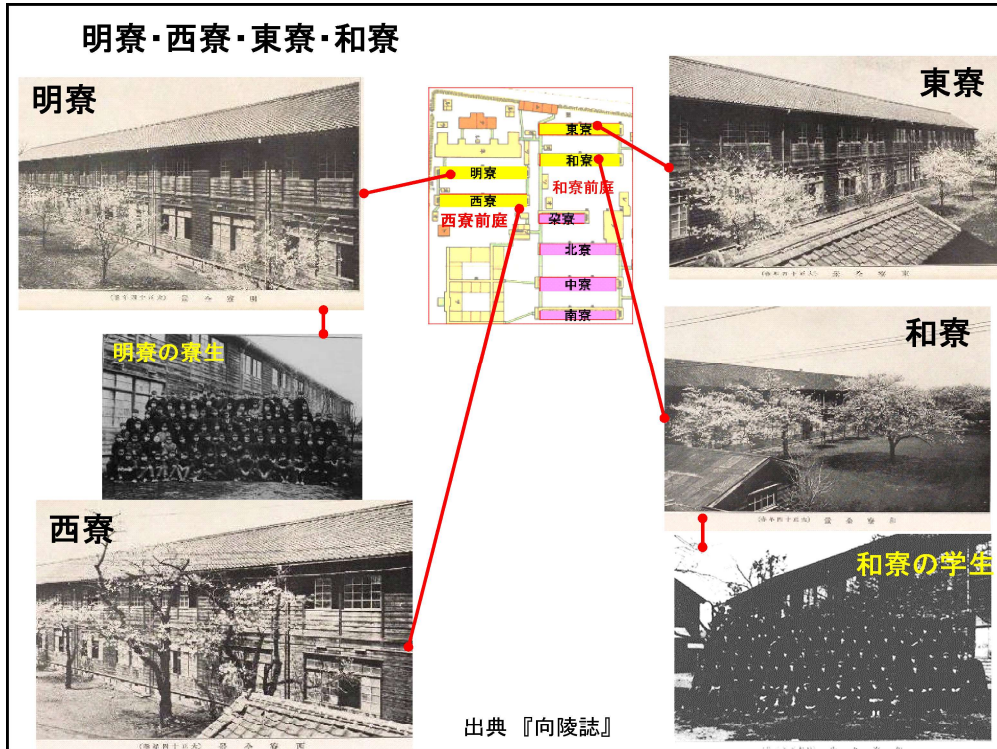 明寮・西寮・東寮・和寮
明寮
東寮
東寮
和寮
明寮
和寮前庭
西寮
西寮前庭
朶寮
北寮
中寮
南寮
明寮の寮生
和寮
西寮
和寮の学生
出典 『向陵誌』